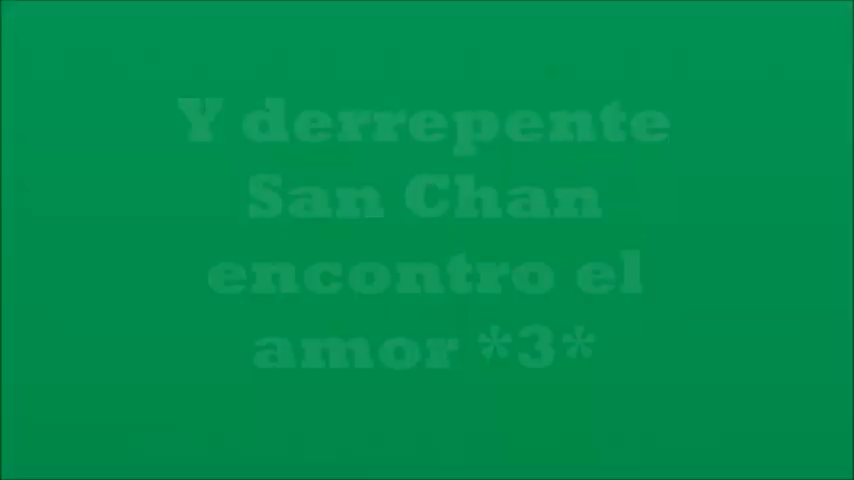 Y derrepente
San Chan
encontro el
amor *3*